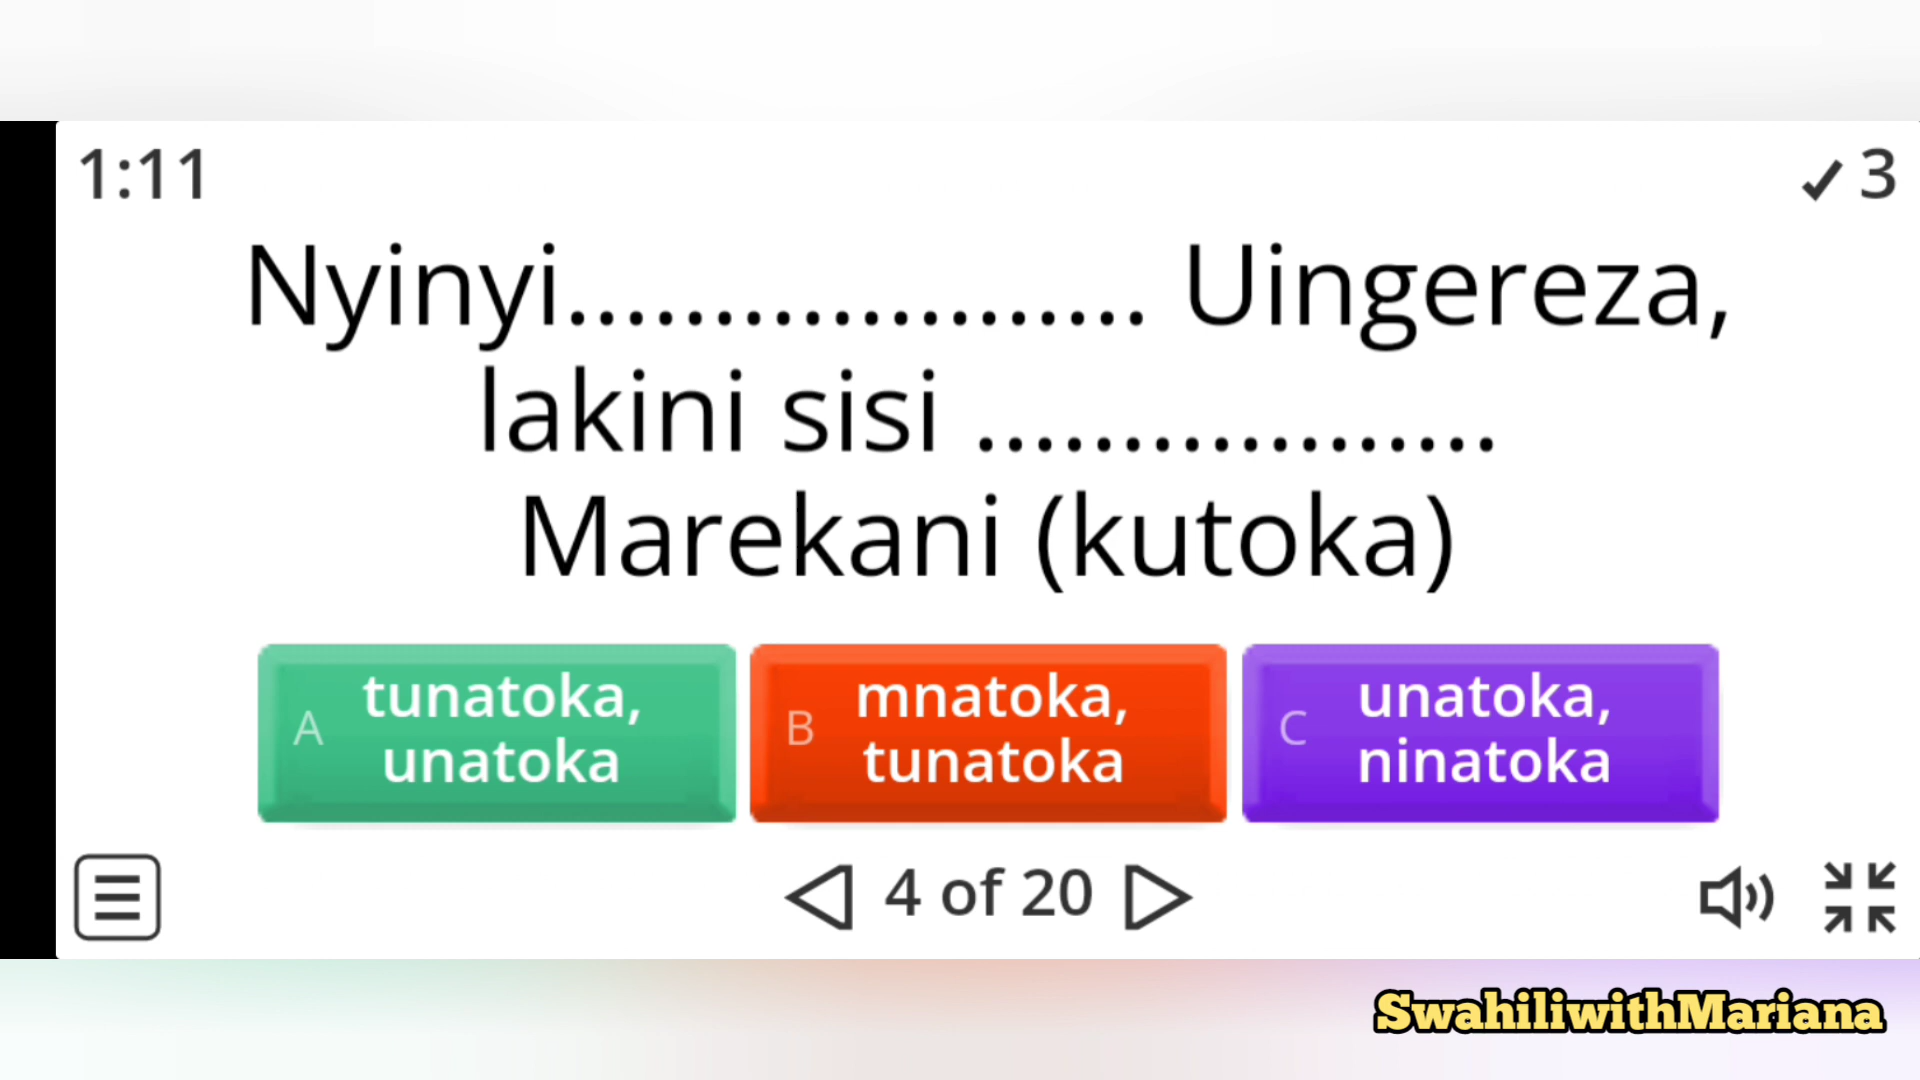 1:11
✓ 3
Nyinyi................... Uingereza,
lakini sisi ..................
Marekani (kutoka)
A tunatoka,
unatoka
B mnatoka,
tunatoka
C unatoka,
ninatoka
4 of 20
SwahiliwithMariana